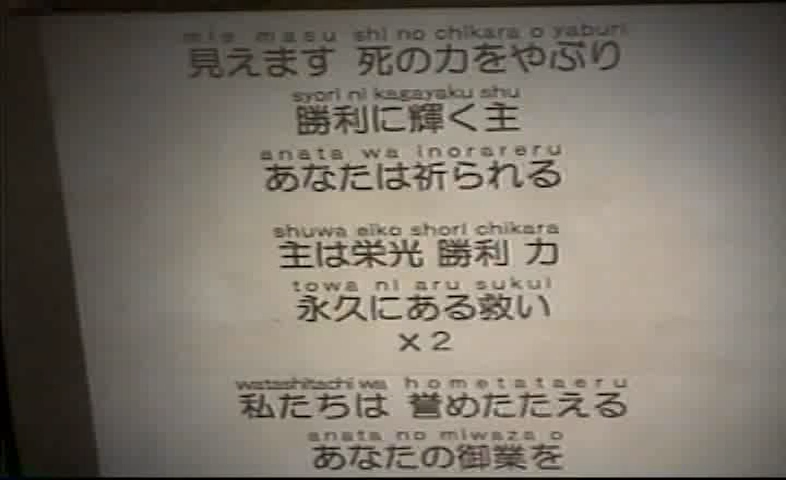 mie masu shi no chikara o yaburi
見えます 死の力をやぶり
syori ni kagayaku shu
勝利に輝く主
anata wa inorareru
あなたは祈られる
shuwa eiko shori chikara
主は栄光 勝利 力
towa ni aru sukui
永久にある救い
×2
watashitachi wa hometataeru
私たちは 誉めたたえる
anata no miwaza o
あなたの御業を